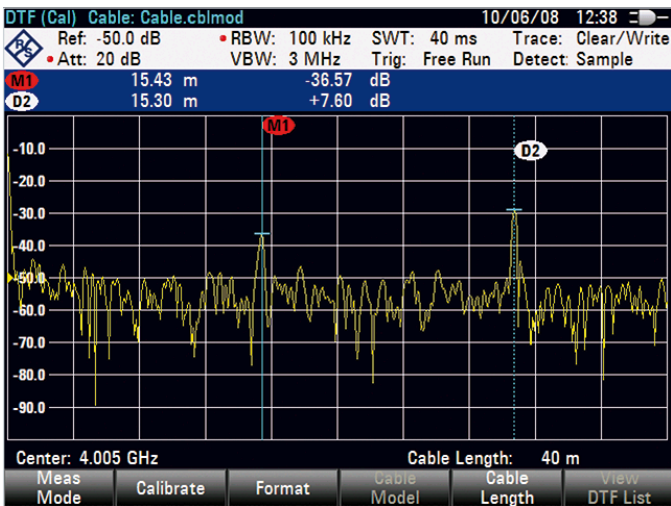 DTF (Cal) Cable: Cable.cblmod 10/06/08 12:38
R&S Ref: -50.0 dB RBW: 100 kHz SWT: 40 ms Trace: Clear/Write
Att: 20 dB VBW: 3 MHz Trig: Free Run Detect: Sample
M1 15.43 m -36.57 dB
D2 15.30 m +7.60 dB
M1
D2
-10.0
-20.0
-30.0
-40.0
-50.0
-60.0
-70.0
-80.0
-90.0
Center: 4.005 GHz Cable Length: 40 m
Meas Mode Calibrate Format Cable Model Cable Length View DTF List